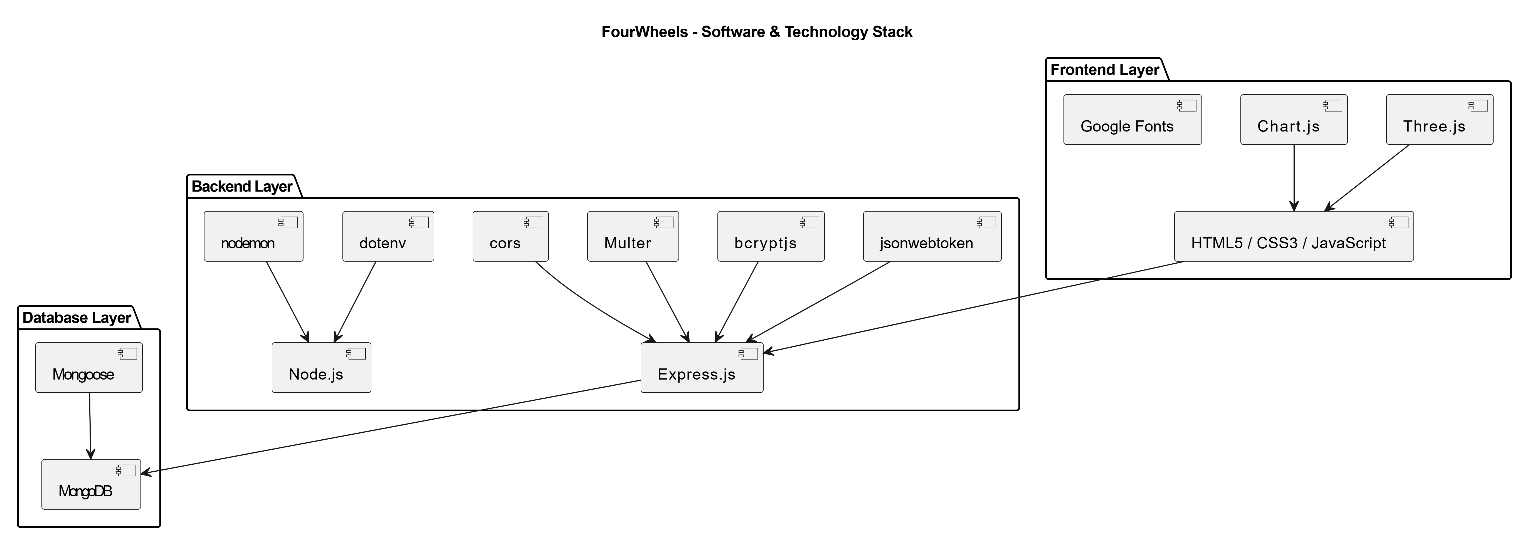 FourWheels - Software & Technology Stack
Frontend Layer
Google Fonts
Chart.js
Three.js
HTML5 / CSS3 / JavaScript
Backend Layer
nodemon
dotenv
cors
Multer
bcryptjs
jsonwebtoken
Node.js
Express.js
Database Layer
Mongoose
MongoDB